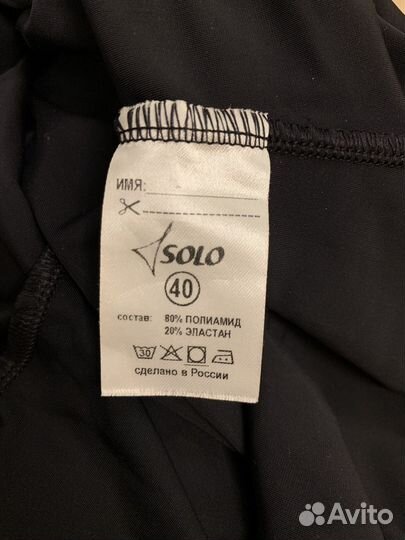 ИМЯ:
SOLO
40
состав: 80% ПОЛИАМИД
20% ЭЛАСТАН
30
сделано в России
Avito